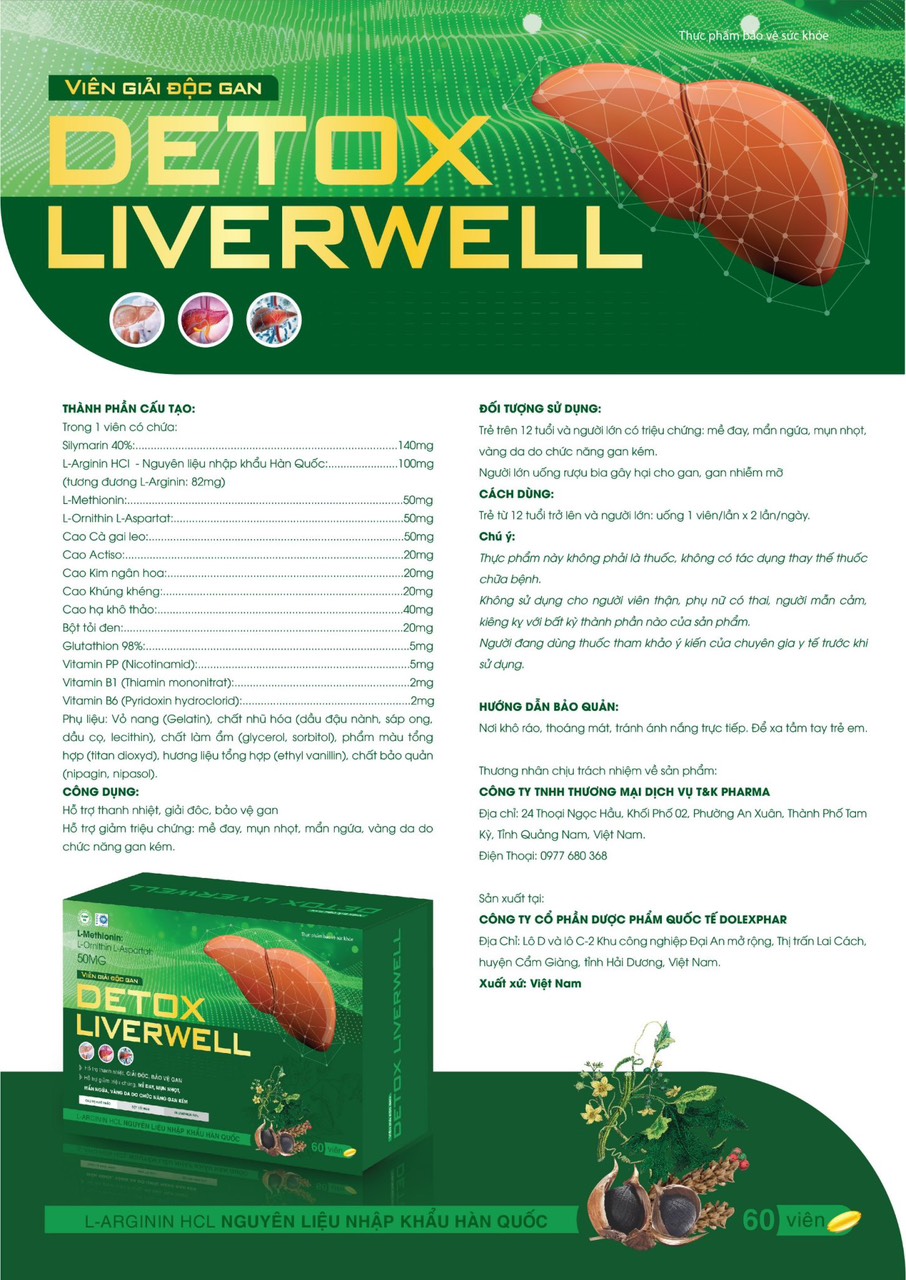 Thực phẩm bảo vệ sức khỏe
VIÊN GIẢI ĐỘC GAN
DETOX
LIVERWELL
THÀNH PHẦN CẤU TẠO:
Trong 1 viên có chứa:
Silymarin 40%:..........140mg
L-Arginin HCl - Nguyên liệu nhập khẩu Hàn Quốc:..........100mg
(tương đương L-Arginin: 82mg)
L-Methionin:..........50mg
L-Ornithin L-Aspartat:..........50mg
Cao Cà gai leo:..........50mg
Cao Actiso:..........20mg
Cao Kim ngân hoa:..........20mg
Cao Khúng khéng:..........20mg
Cao hạ khô thảo:..........40mg
Bột tỏi đen:..........20mg
Glutathion 98%:..........5mg
Vitamin PP (Nicotinamid):..........5mg
Vitamin B1 (Thiamin mononitrat):..........2mg
Vitamin B6 (Pyridoxin hydroclorid):..........2mg
Phụ liệu: Vỏ nang (Gelatin), chất nhũ hóa (dầu đậu nành, sáp ong,
dầu cọ, lecithin), chất làm ẩm (glycerol, sorbitol), phẩm màu tổng
hợp (titan dioxyd), hương liệu tổng hợp (ethyl vanillin), chất bảo quản
(nipagin, nipasol).
CÔNG DỤNG:
Hỗ trợ thanh nhiệt, giải đôc, bảo vệ gan
Hỗ trợ giảm triệu chứng: mề đay, mụn nhọt, mẩn ngứa, vàng da do
chức năng gan kém.
ĐỐI TƯỢNG SỬ DỤNG:
Trẻ trên 12 tuổi và người lớn có triệu chứng: mề đay, mẩn ngứa, mụn nhọt,
vàng da do chức năng gan kém.
Người lớn uống rượu bia gây hại cho gan, gan nhiễm mỡ
CÁCH DÙNG:
Trẻ từ 12 tuổi trở lên và người lớn: uống 1 viên/lần x 2 lần/ngày.
Chú ý:
Thực phẩm này không phải là thuốc, không có tác dụng thay thế thuốc
chữa bệnh.
Không sử dụng cho người viên thận, phụ nữ có thai, người mẫn cảm,
kiêng kỵ với bất kỳ thành phần nào của sản phẩm.
Người đang dùng thuốc tham khảo ý kiến của chuyên gia y tế trước khi
sử dụng.
HƯỚNG DẪN BẢO QUẢN:
Nơi khô ráo, thoáng mát, tránh ánh nắng trực tiếp. Để xa tầm tay trẻ em.
Thương nhân chịu trách nhiệm về sản phẩm:
CÔNG TY TNHH THƯƠNG MẠI DỊCH VỤ T&K PHARMA
Địa chỉ: 24 Thoại Ngọc Hầu, Khối Phố 02, Phường An Xuân, Thành Phố Tam
Kỳ, Tỉnh Quảng Nam, Việt Nam.
Điện Thoại: 0977 680 368
Sản xuất tại:
CÔNG TY CỔ PHẦN DƯỢC PHẨM QUỐC TẾ DOLEXPHAR
Địa Chỉ: Lô D và lô C-2 Khu công nghiệp Đại An mở rộng, Thị trấn Lai Cách,
huyện Cẩm Giàng, tỉnh Hải Dương, Việt Nam.
Xuất xứ: Việt Nam
DETOX LIVERWELL
L-Methionin:
L-Ornithin L-Aspartat:
50MG
Thực phẩm bảo vệ sức khỏe
VIÊN GIẢI ĐỘC GAN
DETOX
LIVERWELL
Hỗ trợ thanh nhiệt, GIẢI ĐỘC, BẢO VỆ GAN
Hỗ trợ giảm triệu chứng: MỀ ĐAY, MỤN NHỌT,
MẨN NGỨA, VÀNG DA DO CHỨC NĂNG GAN KÉM
L-ARGININ HCL NGUYÊN LIỆU NHẬP KHẨU HÀN QUỐC
60 viên
DETOX LIVERWELL
L-ARGININ HCL NGUYÊN LIỆU NHẬP KHẨU HÀN QUỐC
60 viên